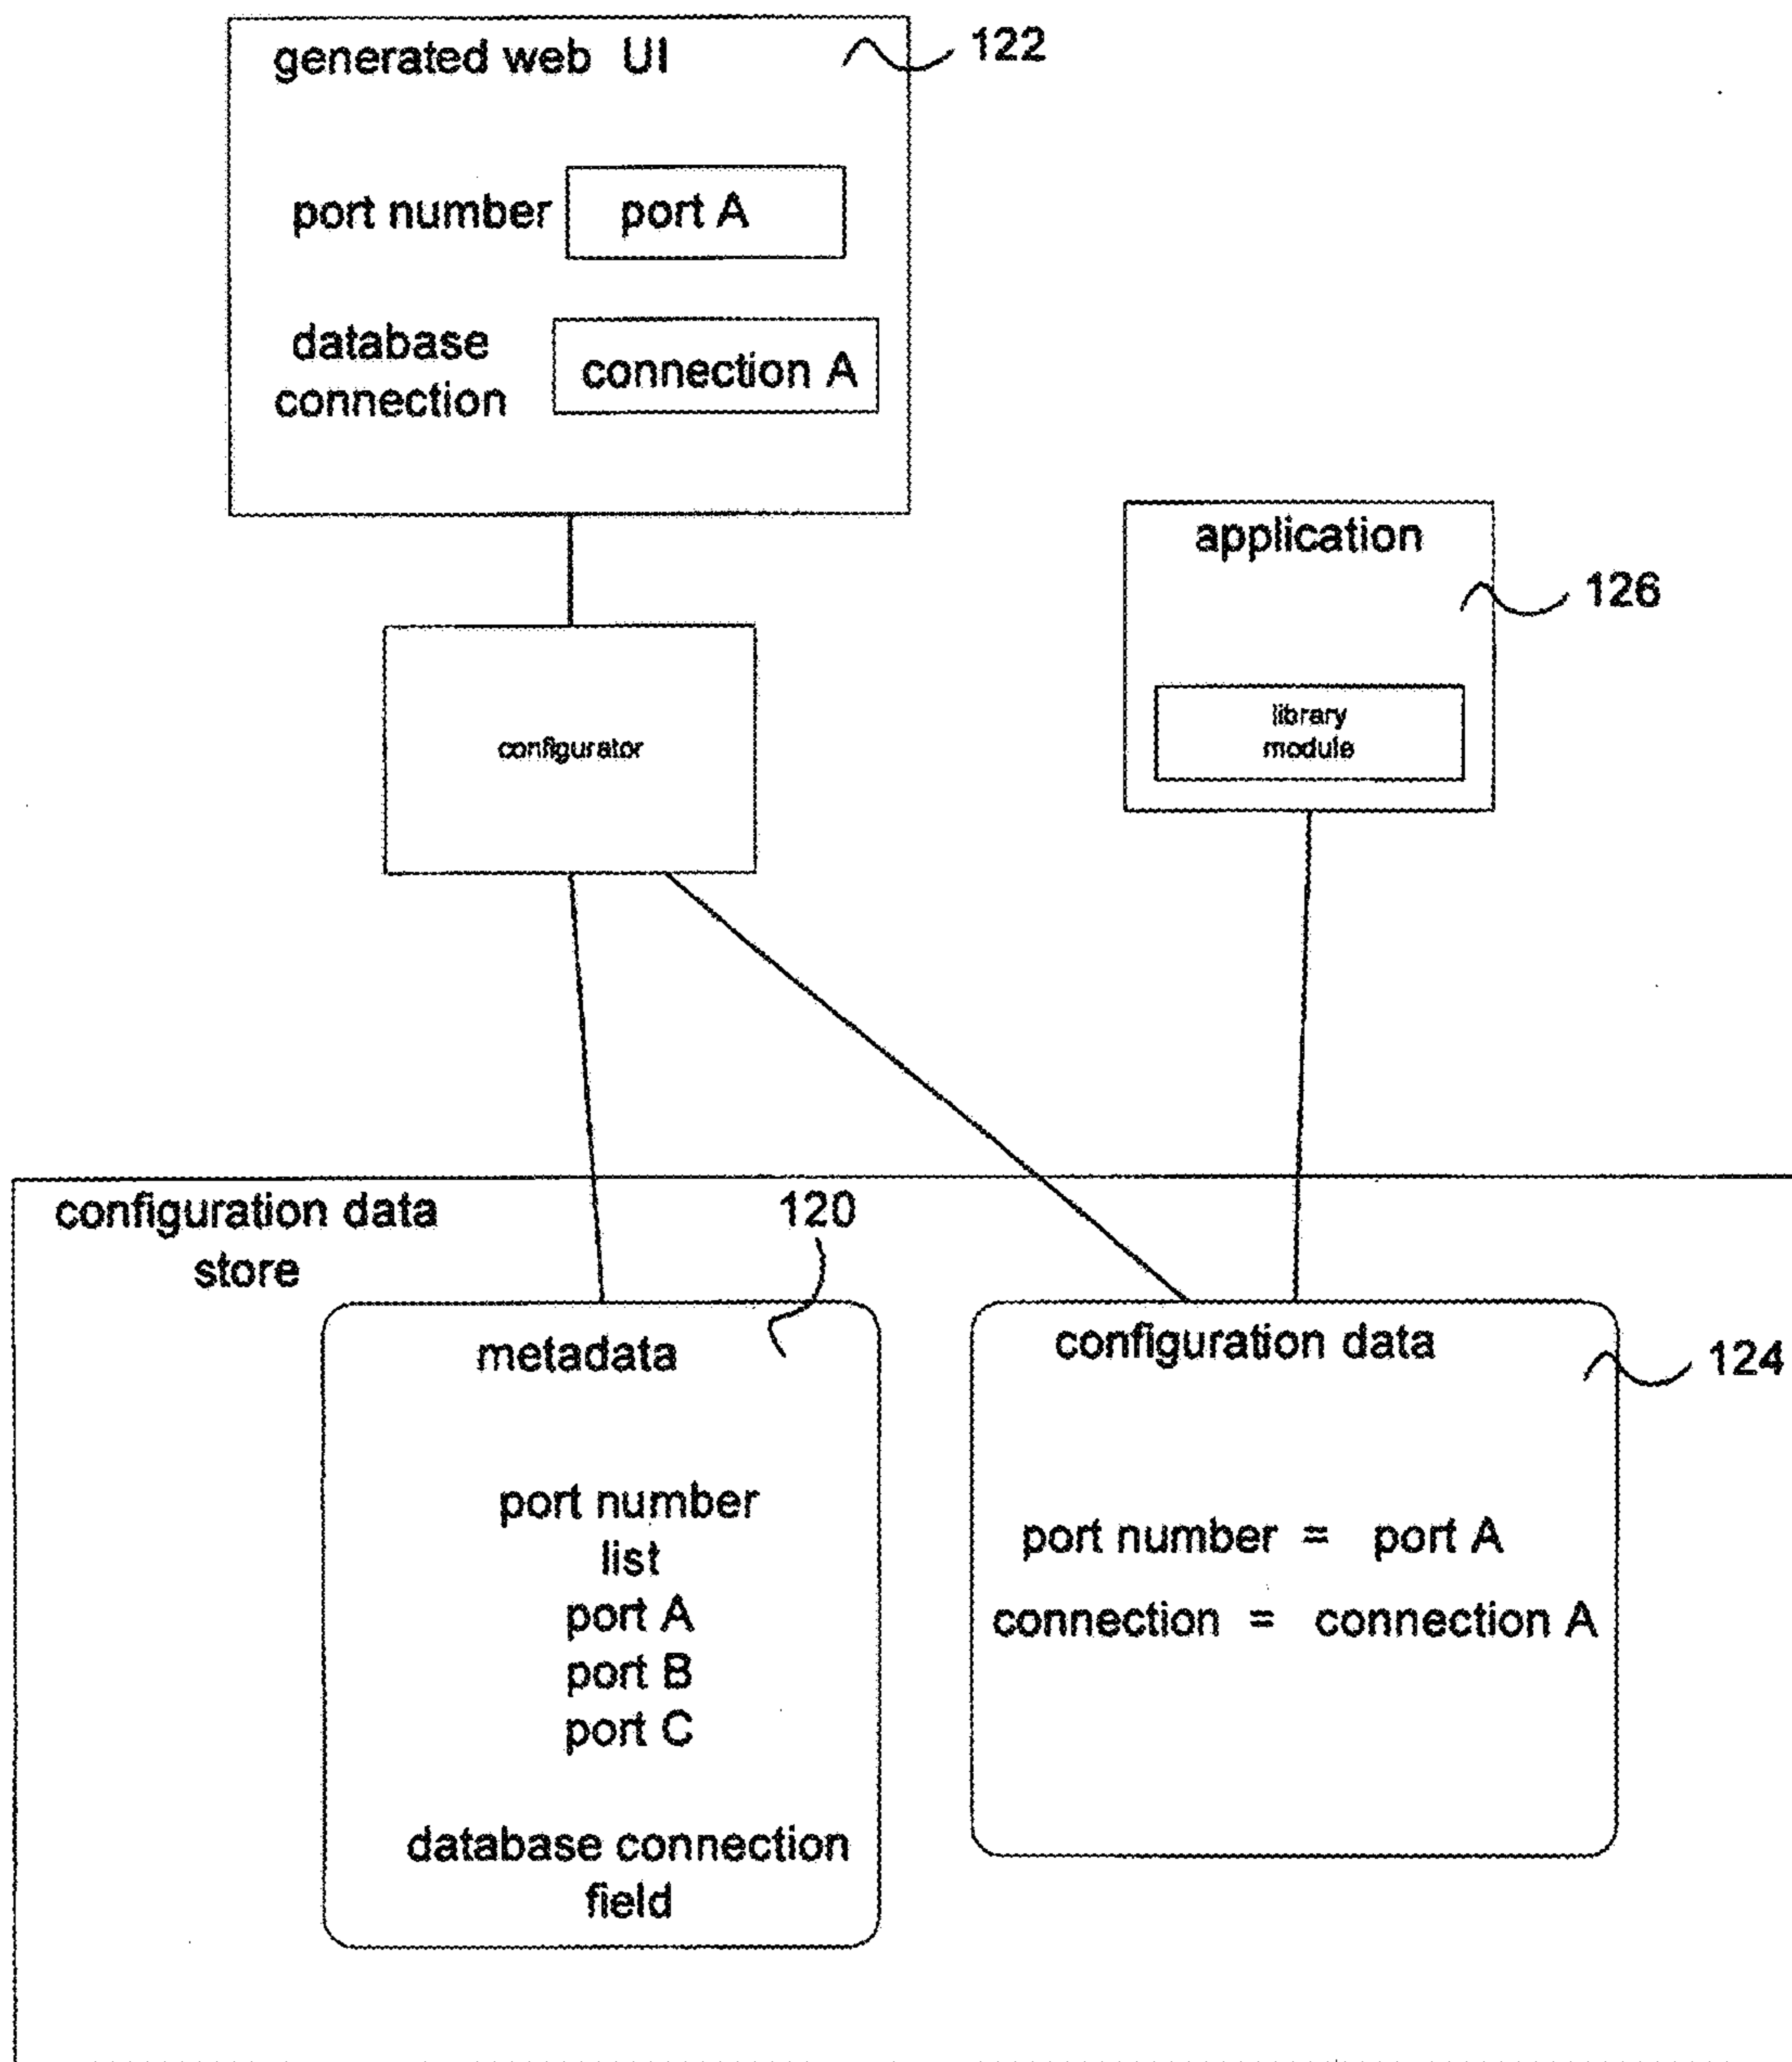 generated web UI
122
port number
port A
database
connection
connection A
application
126
library
module
configurator
configuration data
store
120
metadata
port number
list
port A
port B
port C
database connection
field
configuration data
124
port number = port A
connection = connection A